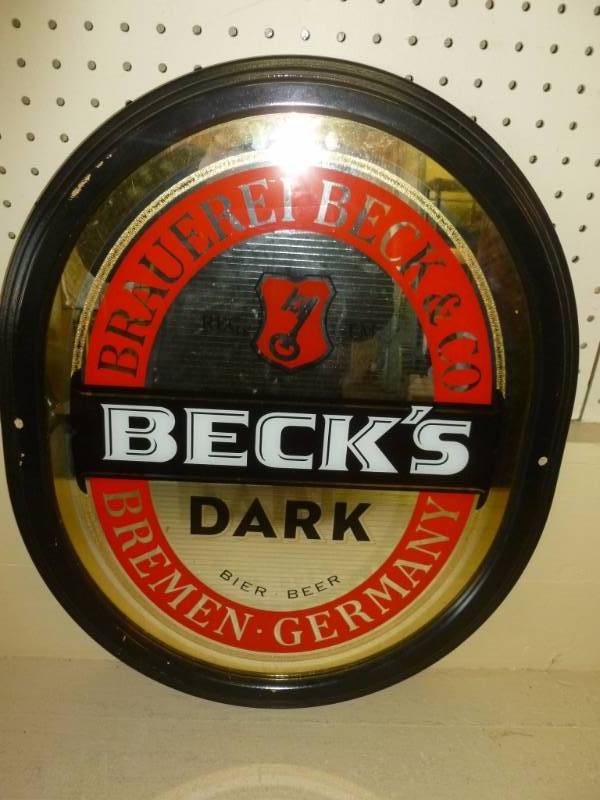 BRAUEREI BECK & CO
BECK'S
DARK
BIER · BEER
BREMEN · GERMANY